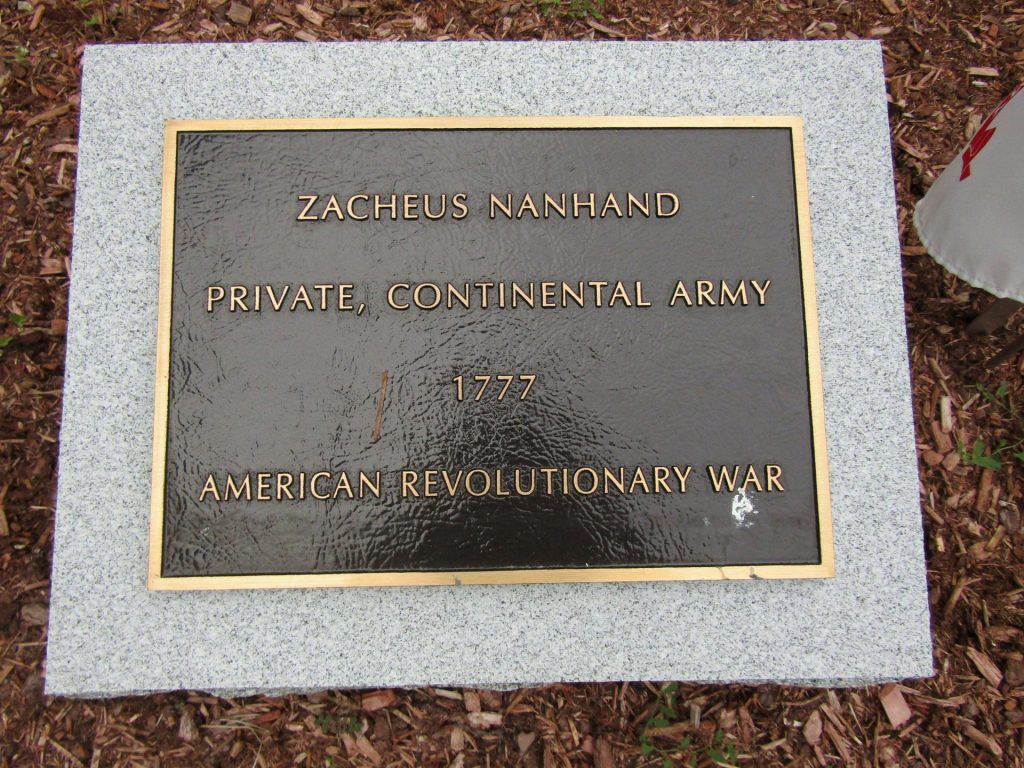 ZACHEUS NANHAND
PRIVATE, CONTINENTAL ARMY
1777
AMERICAN REVOLUTIONARY WAR